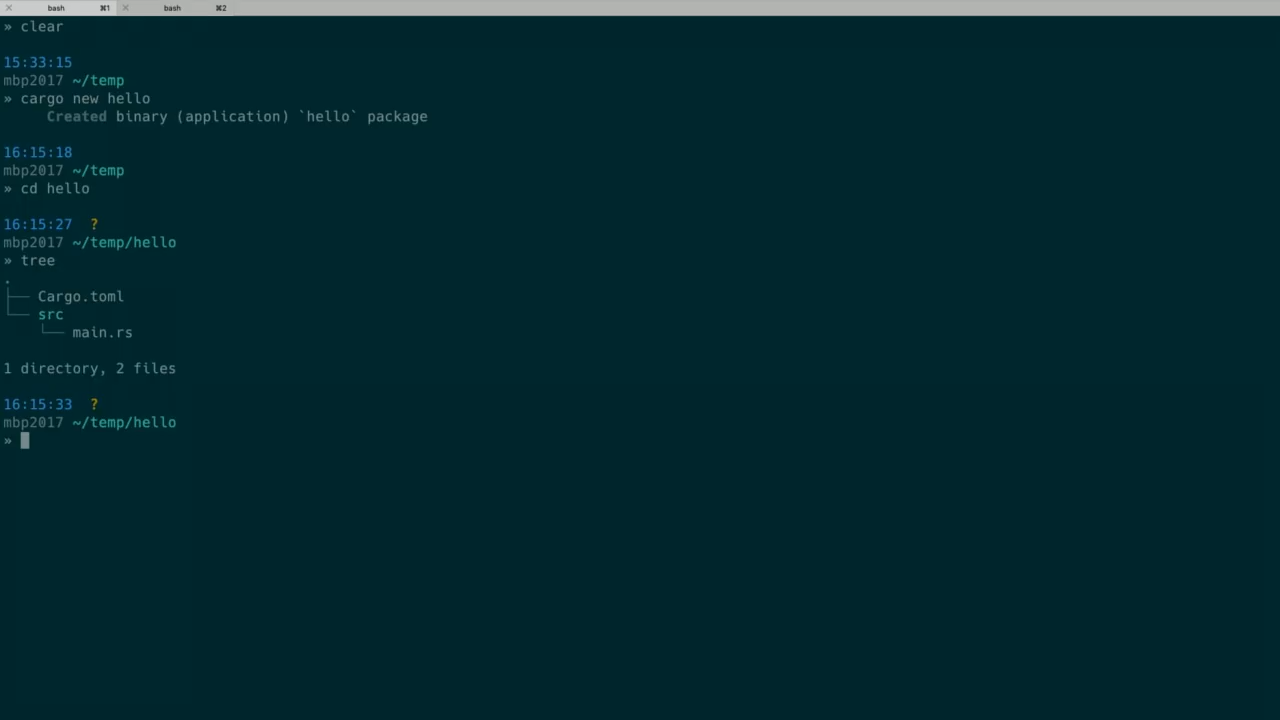 bash ⌘1 bash ⌘2
» clear
15:33:15
mbp2017 ~/temp
» cargo new hello
Created binary (application) `hello` package
16:15:18
mbp2017 ~/temp
» cd hello
16:15:27 ?
mbp2017 ~/temp/hello
» tree
.
├── Cargo.toml
└── src
└── main.rs
1 directory, 2 files
16:15:33 ?
mbp2017 ~/temp/hello
»